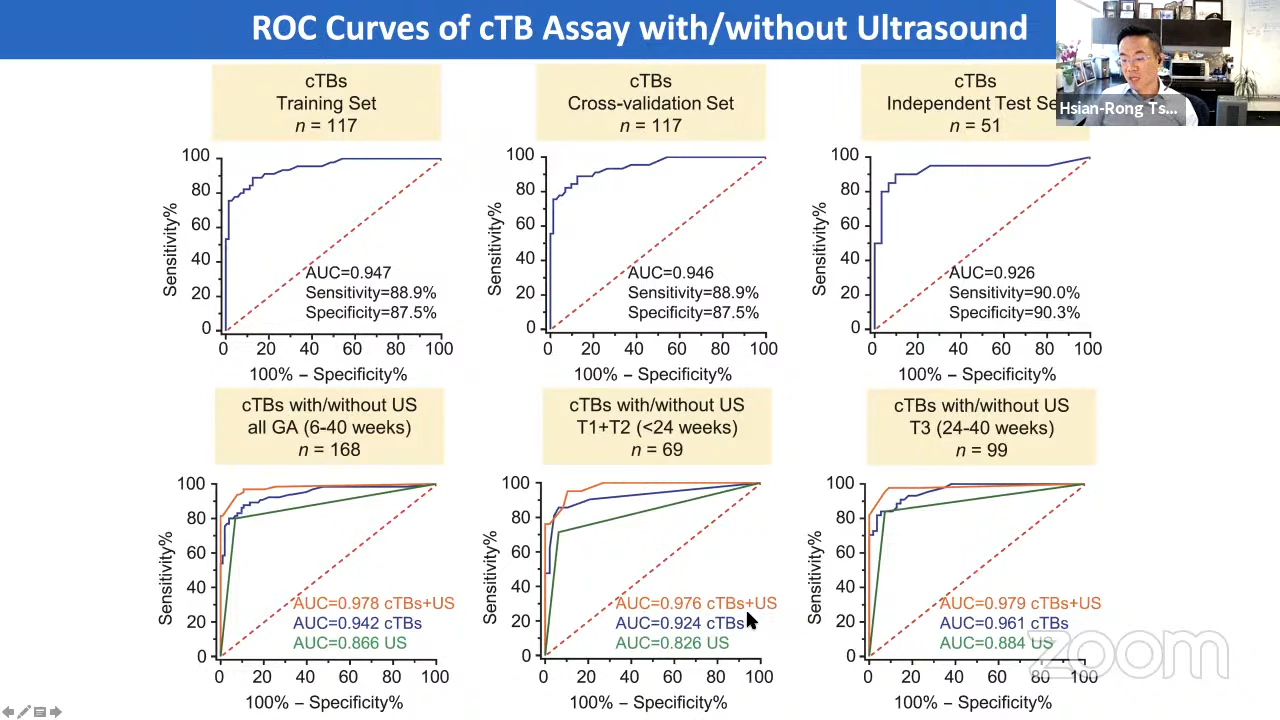 ROC Curves of cTB Assay with/without Ultrasound
Hsian-Rong Ts...
cTBs
Training Set
n = 117
cTBs
Cross-validation Set
n = 117
cTBs
Independent Test Se
n = 51
100
80
60
40
20
0
Sensitivity%
AUC=0.947
Sensitivity=88.9%
Specificity=87.5%
0 20 40 60 80 100
100% – Specificity%
100
80
60
40
20
0
Sensitivity%
AUC=0.946
Sensitivity=88.9%
Specificity=87.5%
0 20 40 60 80 100
100% – Specificity%
100
80
60
40
20
0
Sensitivity%
AUC=0.926
Sensitivity=90.0%
Specificity=90.3%
0 20 40 60 80 100
100% – Specificity%
cTBs with/without US
all GA (6-40 weeks)
n = 168
cTBs with/without US
T1+T2 (<24 weeks)
n = 69
cTBs with/without US
T3 (24-40 weeks)
n = 99
100
80
60
40
20
0
Sensitivity%
AUC=0.978 cTBs+US
AUC=0.942 cTBs
AUC=0.866 US
0 20 40 60 80 100
100% – Specificity%
100
80
60
40
20
0
Sensitivity%
AUC=0.976 cTBs+US
AUC=0.924 cTBs
AUC=0.826 US
0 20 40 60 80 100
100% – Specificity%
100
80
60
40
20
0
Sensitivity%
AUC=0.979 cTBs+US
AUC=0.961 cTBs
AUC=0.884 US
0 20 40 60 80 100
100% – Specificity%
zoom